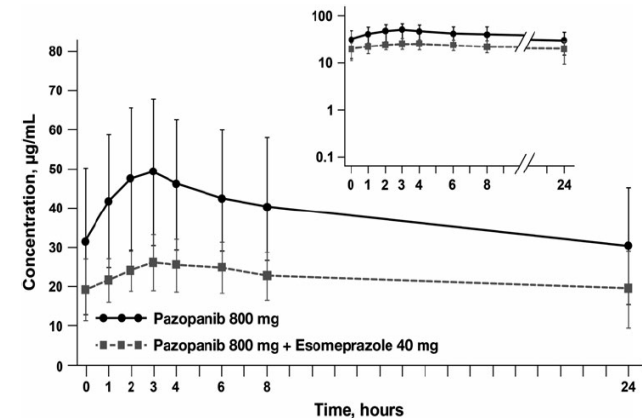 Concentration, µg/mL
80
70
60
50
40
30
20
10
0
0 1 2 3 4 6 8 24
Time, hours
Pazopanib 800 mg
Pazopanib 800 mg + Esomeprazole 40 mg
100
10
1
0.1
0 1 2 3 4 6 8 24